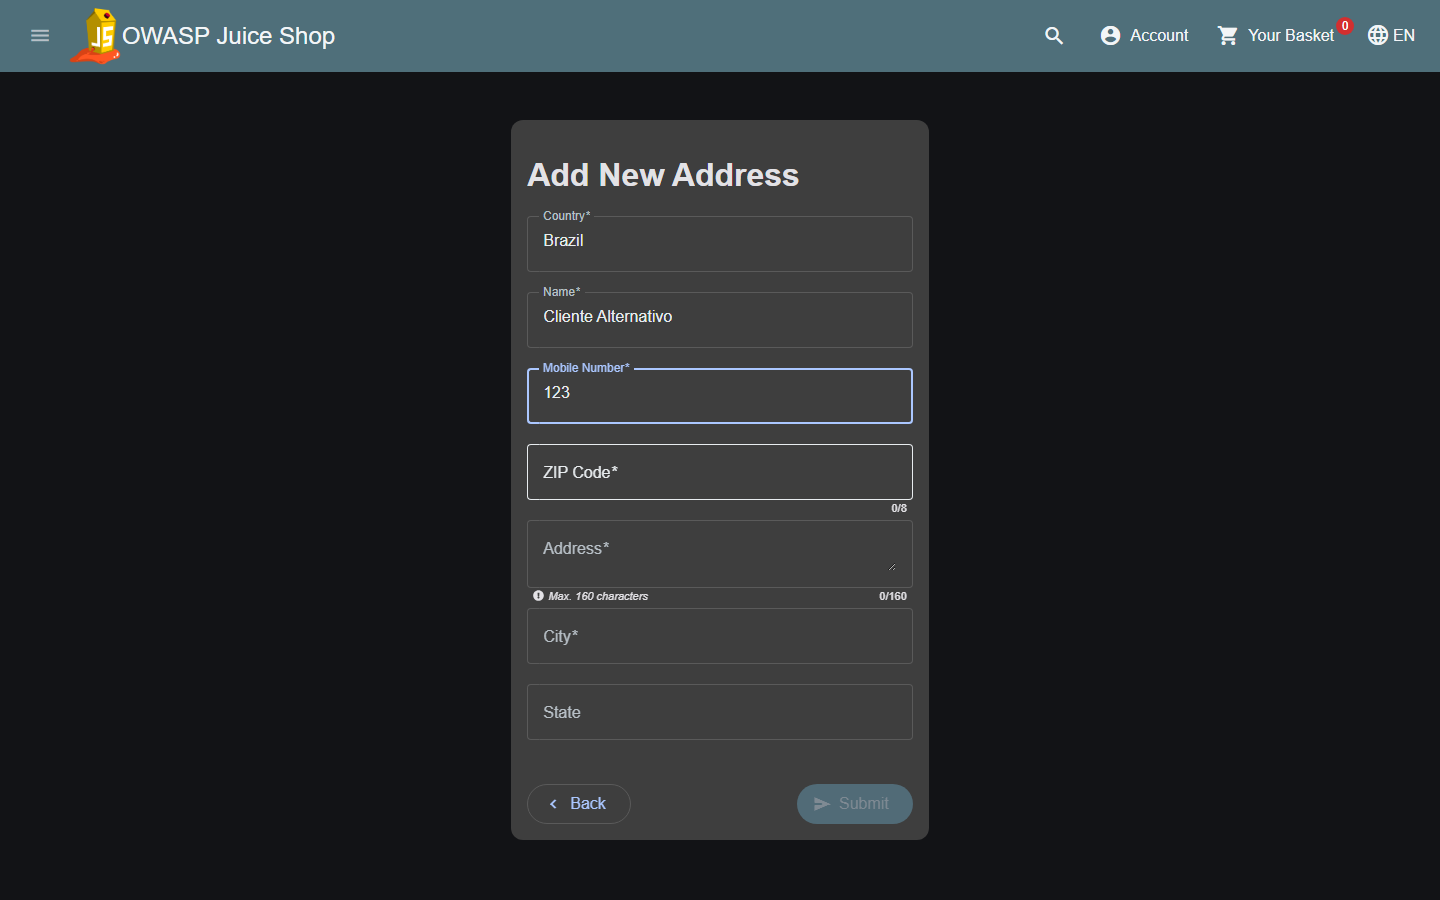 JS OWASP Juice Shop Account Your Basket 0 EN
Add New Address
Country*
Brazil
Name*
Cliente Alternativo
Mobile Number*
123
ZIP Code*
0/8
Address*
Max. 160 characters 0/160
City*
State
Back Submit